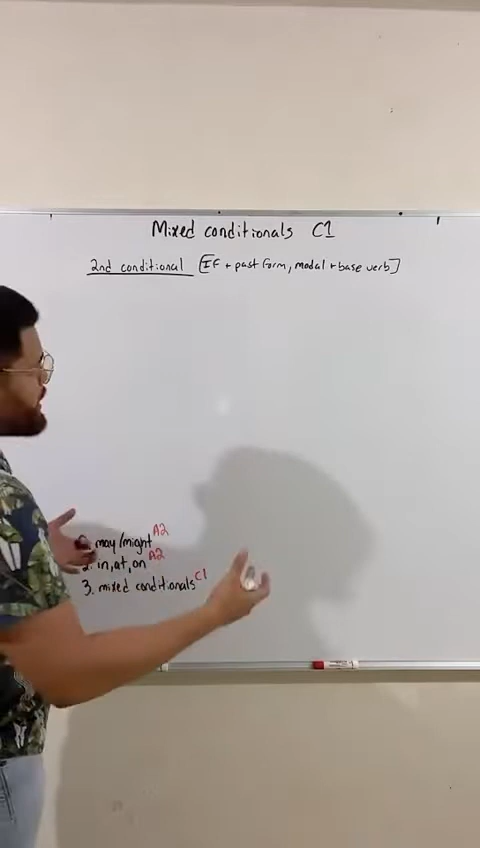 Mixed conditionals C1
2nd conditional [IF + past form, modal + base verb]
may/might A2
2. in, at, on A2
3. mixed conditionals C1